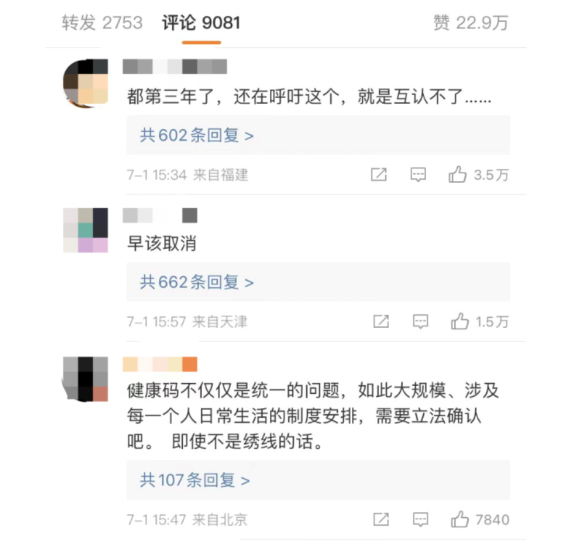 转发 2753 评论 9081 赞 22.9万
都第三年了，还在呼吁这个，就是互认不了......
共602条回复 >
7-1 15:34 来自福建 3.5万
早该取消
共662条回复 >
7-1 15:57 来自天津 1.5万
健康码不仅仅是统一的问题，如此大规模、涉及
每一个人日常生活的制度安排，需要立法确认
吧。 即使不是绣线的话。
共107条回复 >
7-1 15:47 来自北京 7840